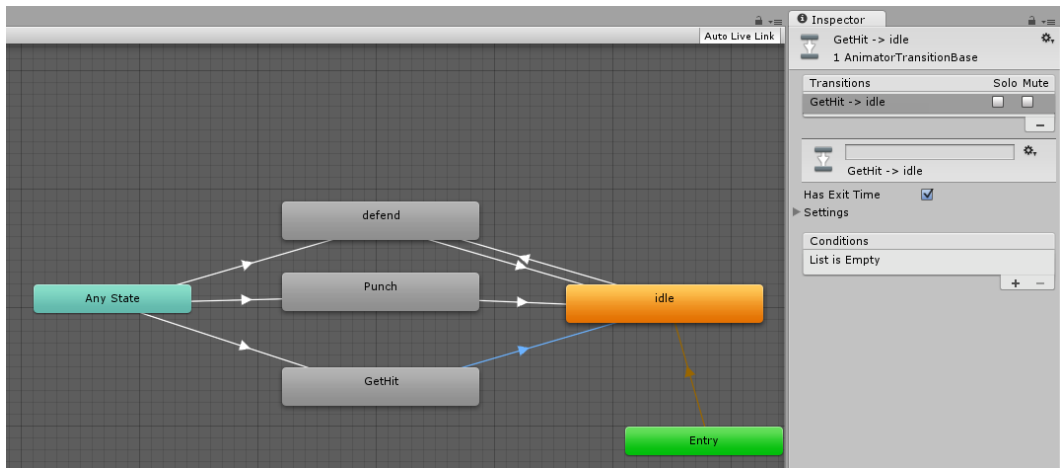 Auto Live Link
defend
Any State
Punch
idle
GetHit
Entry
Inspector
GetHit -> idle
1 AnimatorTransitionBase
Transitions Solo Mute
GetHit -> idle
GetHit -> idle
Has Exit Time
Settings
Conditions
List is Empty